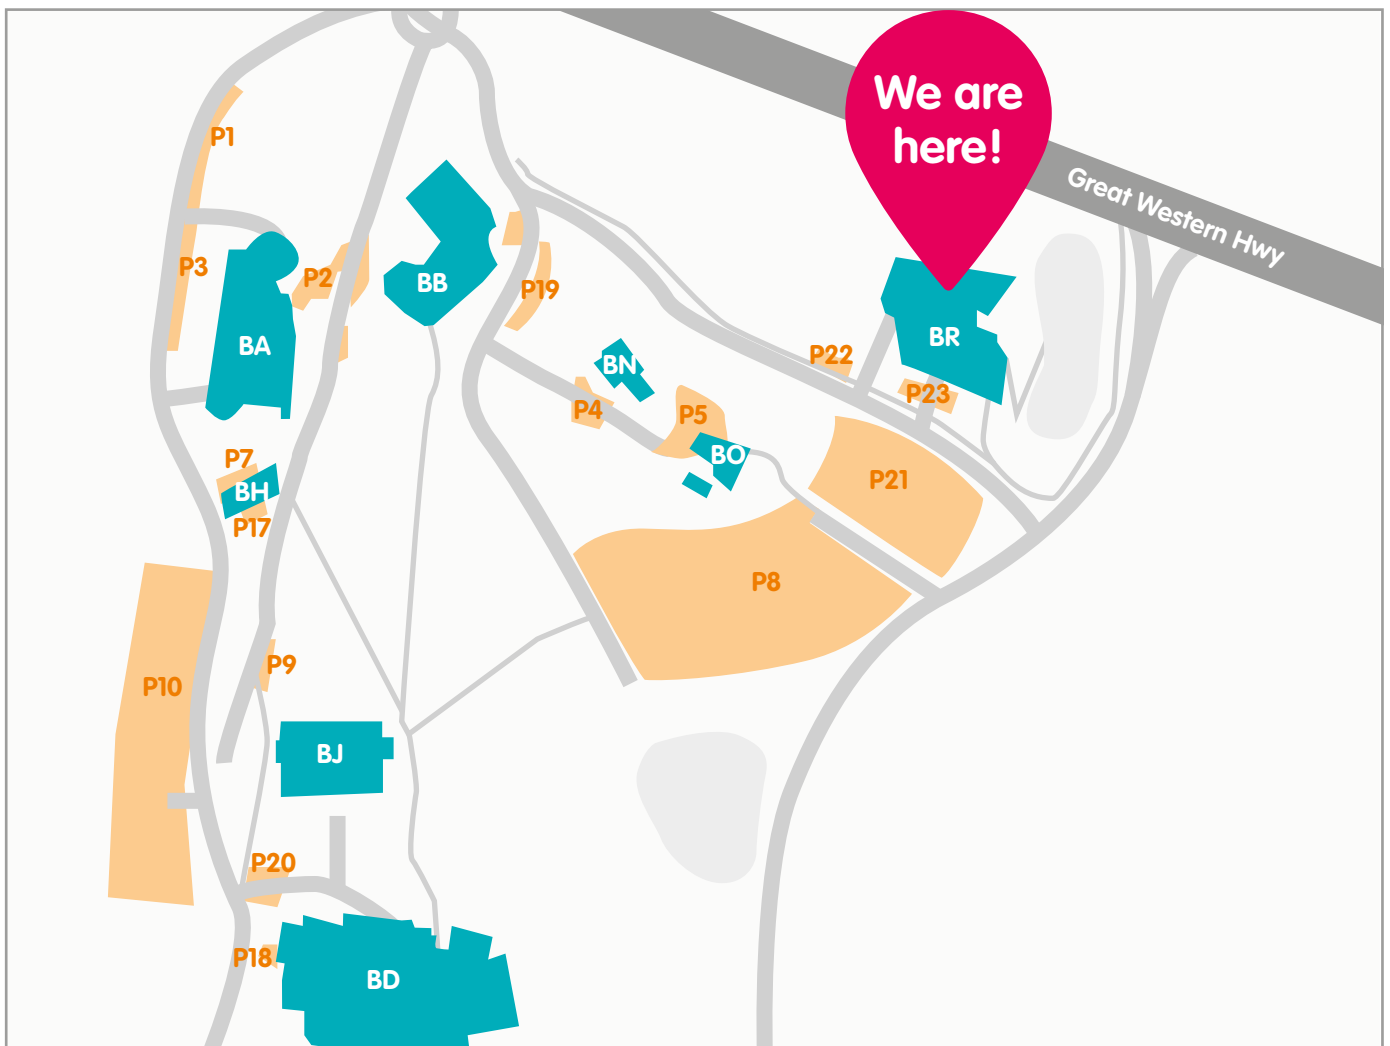 We are
here!
Great Western Hwy
P1
P3
P2
BB
P19
BA
BR
P22
BN
P23
P4
P5
BO
P7
P21
BH
P17
P8
P9
P10
BJ
P20
P18
BD